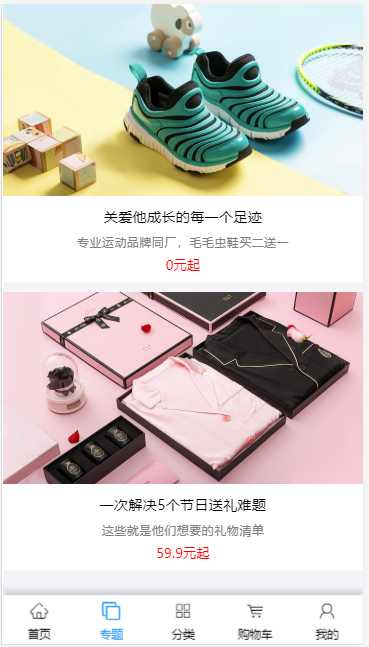 关爱他成长的每一个足迹
专业运动品牌同厂，毛毛虫鞋买二送一
0元起
一次解决5个节日送礼难题
这些就是他们想要的礼物清单
59.9元起
首页
专题
分类
购物车
我的